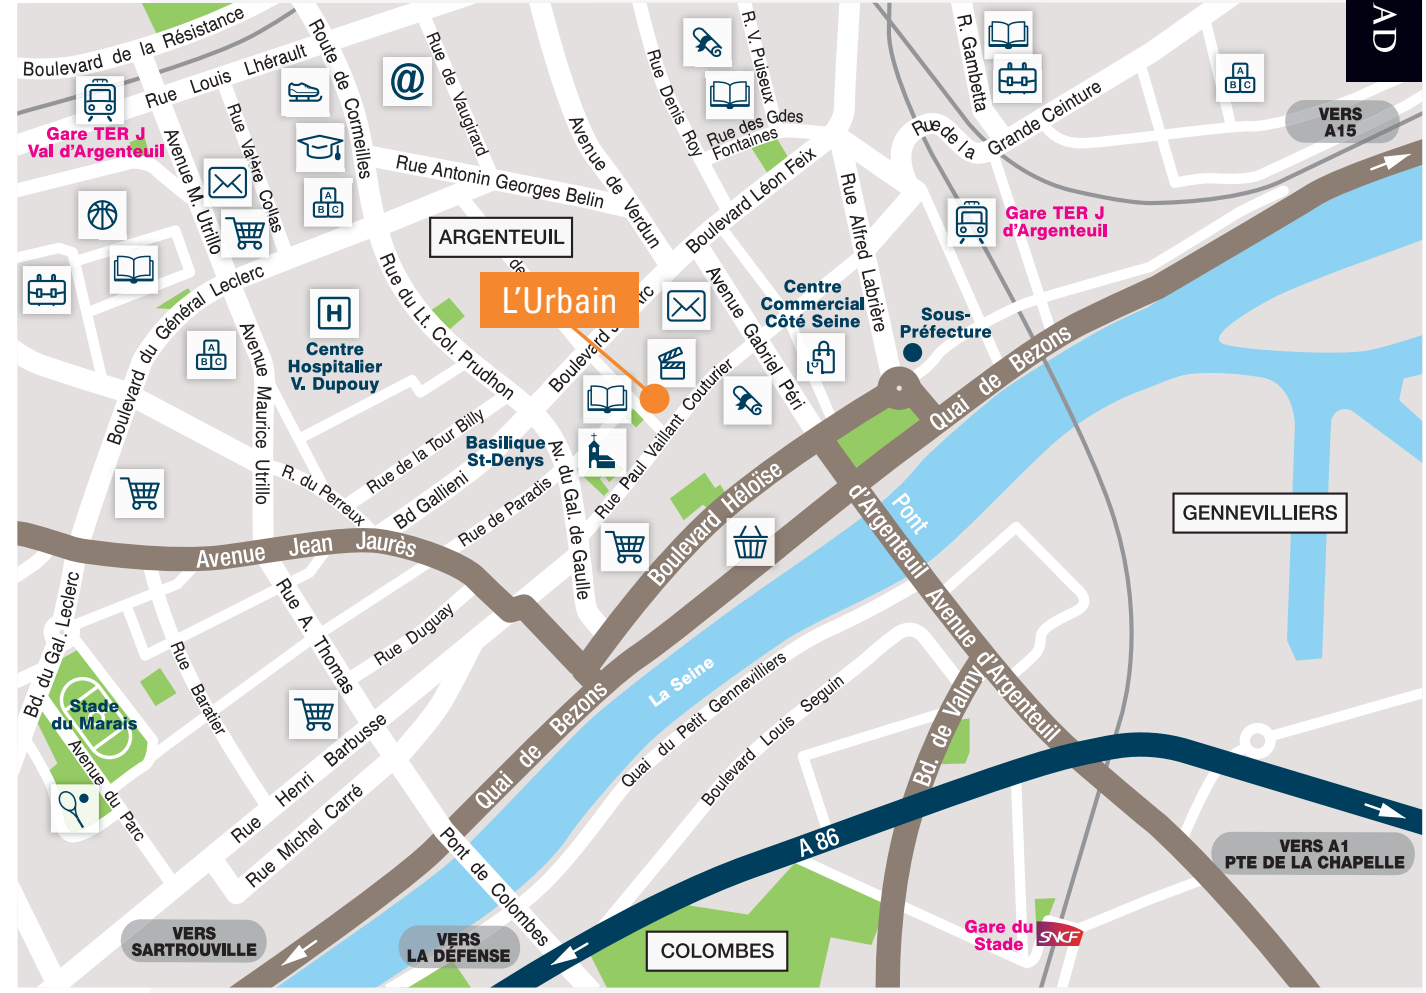 AD
Boulevard de la Résistance
Route de Cormeilles
Rue de Vaugirard
R. V. Puiseux
R. Gambetta
Rue Louis Lhérault
Rue Denis Roy
@
A
B C
VERS
A15
Gare TER J
Val d'Argenteuil
Avenue M. Utrillo
Rue Valère Collas
Avenue de Verdun
Rue des Gdes
Fontaines
Rue de la Grande Ceinture
Rue Antonin Georges Belin
A
B C
Boulevard Léon Feix
Rue Alfred Labrière
Gare TER J
d'Argenteuil
ARGENTEUIL
de
L'Urbain
Boulevard J
rc
Boulevard du Général Leclerc
Rue du Lt. Col. Prudhon
Avenue Gabriel Péri
Centre
Commercial
Côté Seine
Sous-
Préfecture
H
Centre
Hospitalier
V. Dupouy
A
B C
Avenue Maurice Utrillo
Quai de Bezons
Rue Paul Vaillant Couturier
Rue de la Tour Billy
Basilique
St-Denys
Av. du Gal. de Gaulle
R. du Perreux
Bd Gallieni
Rue de Paradis
Boulevard Héloïse
Pont
d'Argenteuil
GENNEVILLIERS
Avenue Jean Jaurès
Bd. du Gal. Leclerc
Rue A. Thomas
Rue Duguay
Avenue d'Argenteuil
Rue Baratier
La Seine
Stade
du Marais
Avenue du Parc
Quai de Bezons
Quai du Petit Gennevilliers
Boulevard Louis Seguin
Bd. de Valmy
Rue Henri Barbusse
Rue Michel Carré
Pont de Colombes
A 86
VERS A1
PTE DE LA CHAPELLE
VERS
SARTROUVILLE
VERS
LA DÉFENSE
COLOMBES
Gare du
Stade
SNCF